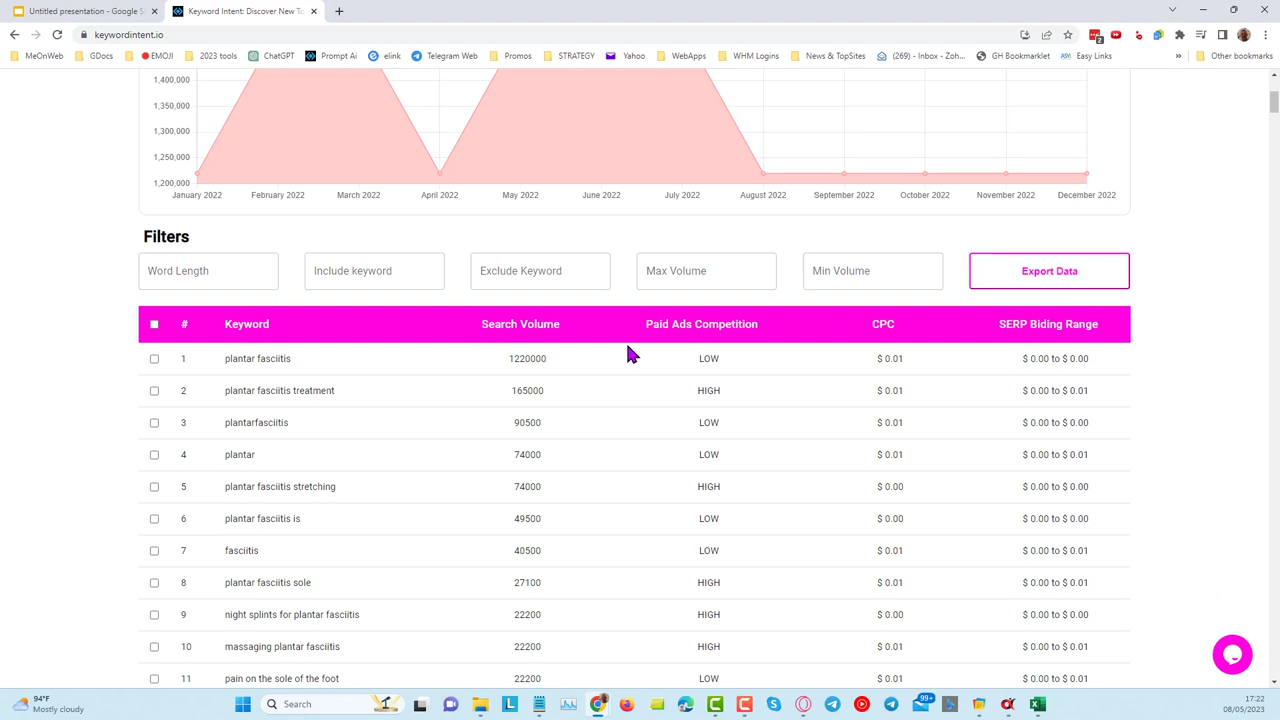 Untitled presentation - Google S
Keyword Intent: Discover New To
keywordintent.io
MeOnWeb GDocs EMOJI 2023 tools ChatGPT Prompt Ai elink Telegram Web Promos STRATEGY Yahoo WebApps WHM Logins News & TopSites (269) - Inbox - Zoh... GH Bookmarklet Easy Links » Other bookmarks
2
1,400,000
1,350,000
1,300,000
1,250,000
1,200,000
January 2022 February 2022 March 2022 April 2022 May 2022 June 2022 July 2022 August 2022 September 2022 October 2022 November 2022 December 2022
Filters
Word Length Include keyword Exclude Keyword Max Volume Min Volume Export Data
# Keyword Search Volume Paid Ads Competition CPC SERP Biding Range
1 plantar fasciitis 1220000 LOW $ 0.01 $ 0.00 to $ 0.00
2 plantar fasciitis treatment 165000 HIGH $ 0.01 $ 0.00 to $ 0.01
3 plantarfasciitis 90500 LOW $ 0.01 $ 0.00 to $ 0.00
4 plantar 74000 LOW $ 0.01 $ 0.00 to $ 0.01
5 plantar fasciitis stretching 74000 HIGH $ 0.00 $ 0.00 to $ 0.00
6 plantar fasciitis is 49500 LOW $ 0.00 $ 0.00 to $ 0.00
7 fasciitis 40500 LOW $ 0.01 $ 0.00 to $ 0.01
8 plantar fasciitis sole 27100 HIGH $ 0.01 $ 0.00 to $ 0.01
9 night splints for plantar fasciitis 22200 HIGH $ 0.00 $ 0.00 to $ 0.00
10 massaging plantar fasciitis 22200 HIGH $ 0.01 $ 0.00 to $ 0.01
11 pain on the sole of the foot 22200 LOW $ 0.01 $ 0.00 to $ 0.01
94°F
Mostly cloudy
Search
99+
17:22
08/05/2023